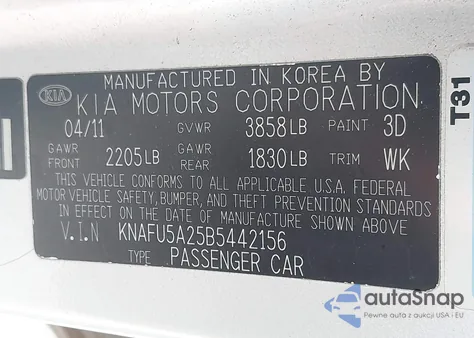 MANUFACTURED IN KOREA BY
KIA KIA MOTORS CORPORATION
04/11 GVWR 3858LB PAINT 3D
GAWR FRONT 2205LB GAWR REAR 1830LB TRIM WK
THIS VEHICLE CONFORMS TO ALL APPLICABLE U.S.A. FEDERAL
MOTOR VEHICLE SAFETY, BUMPER, AND THEFT PREVENTION STANDARDS
IN EFFECT ON THE DATE OF MANUFACTURE SHOWN ABOVE
V.I.N KNAFU5A25B5442156
TYPE PASSENGER CAR
T31
autoSnap
Pewne auta z aukcji USA i EU